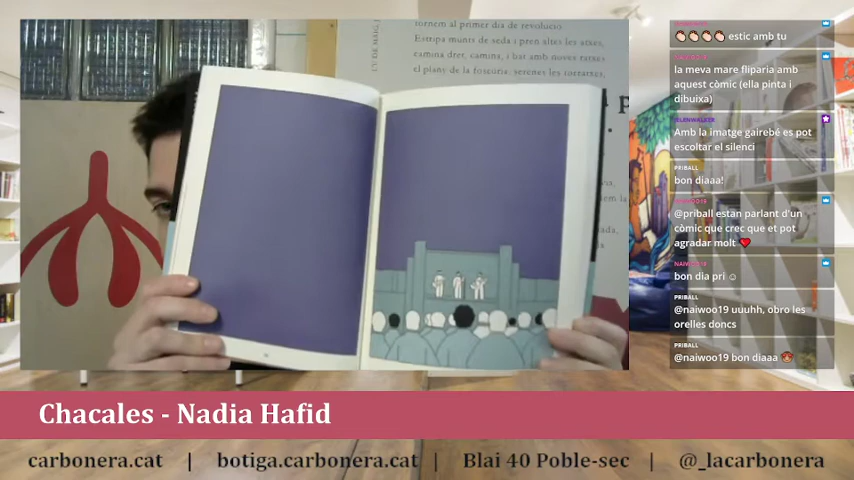 tornem al primer dia de revolució.
Estripa munts de seda i pren altes les atxes,
camina dret, camina, i bat amb noves ratxes
el plany de la foscuria: serenes les
estic amb tu
la meva mare fliparia amb
aquest còmic (ella pinta i
dibuixa)
Amb la imatge gairebé es pot
escoltar el silenci
PRIBALL
bon diaaa!
@priball estan parlant d'un
còmic que crec que et pot
agradar molt ❤
NAIWOO19
bon dia pri ☺
PRIBALL
@naiwoo19 uuuhh, obro les
orelles doncs
PRIBALL
@naiwoo19 bon diaaa
Chacales - Nadia Hafid
carbonera.cat | botiga.carbonera.cat | Blai 40 Poble-sec | @_lacarbonera